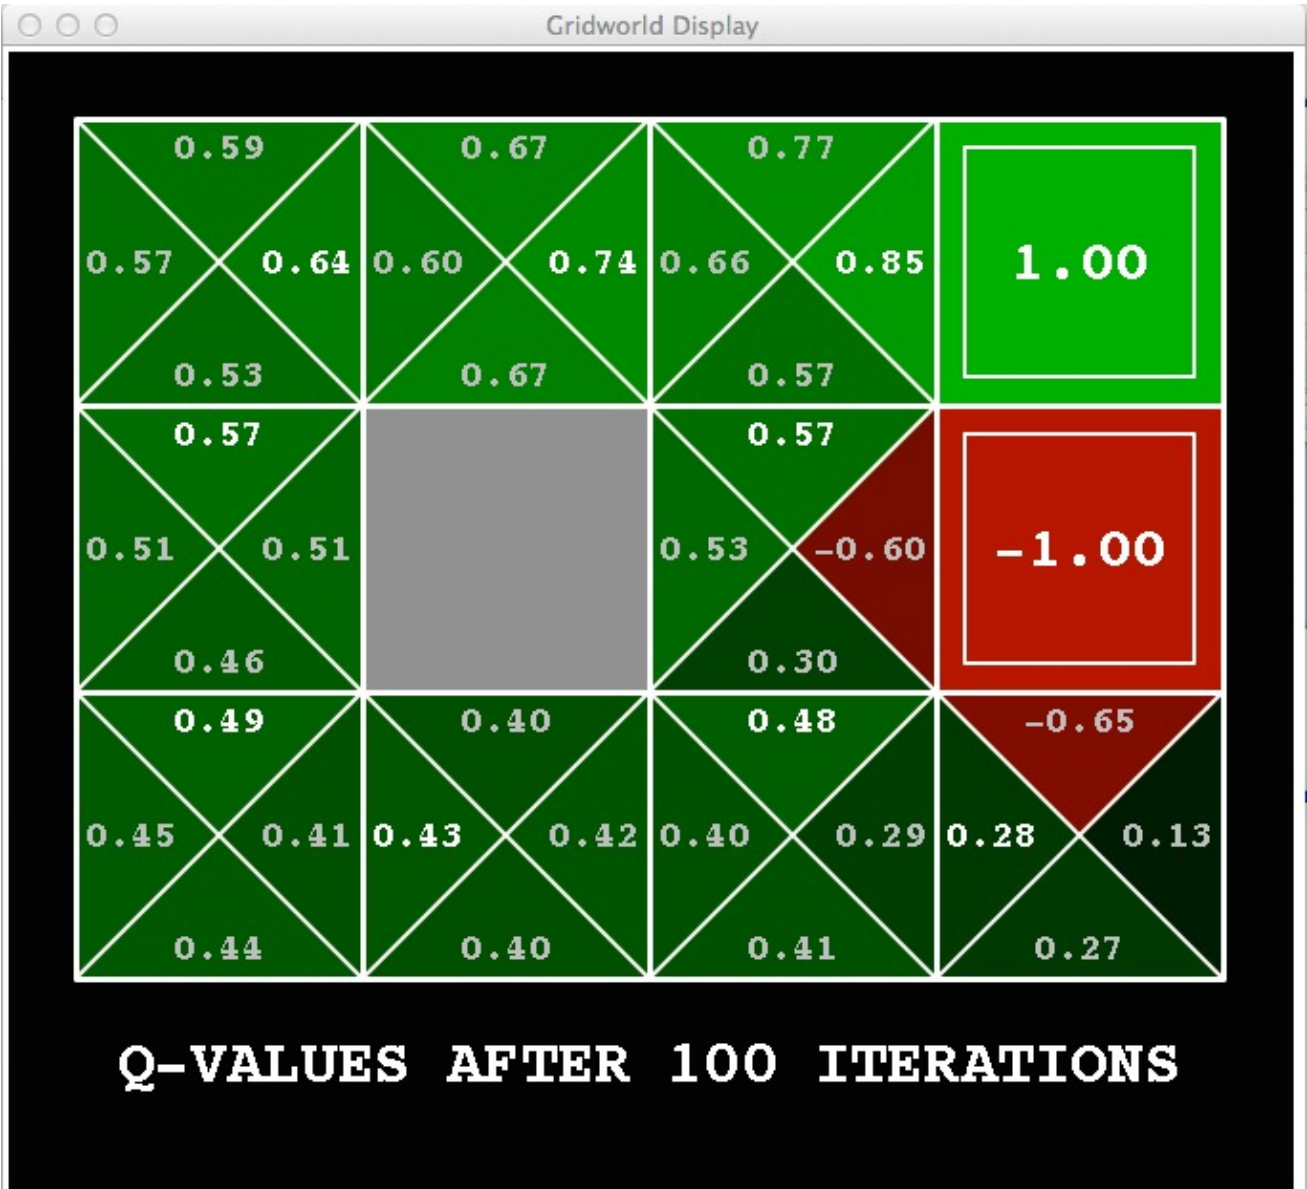 Gridworld Display
0.59 0.67 0.77
0.57 0.64 0.60 0.74 0.66 0.85 1.00
0.53 0.67 0.57
0.57 0.57
0.51 0.51 0.53 -0.60 -1.00
0.46 0.30
0.49 0.40 0.48 -0.65
0.45 0.41 0.43 0.42 0.40 0.29 0.28 0.13
0.44 0.40 0.41 0.27
Q-VALUES AFTER 100 ITERATIONS